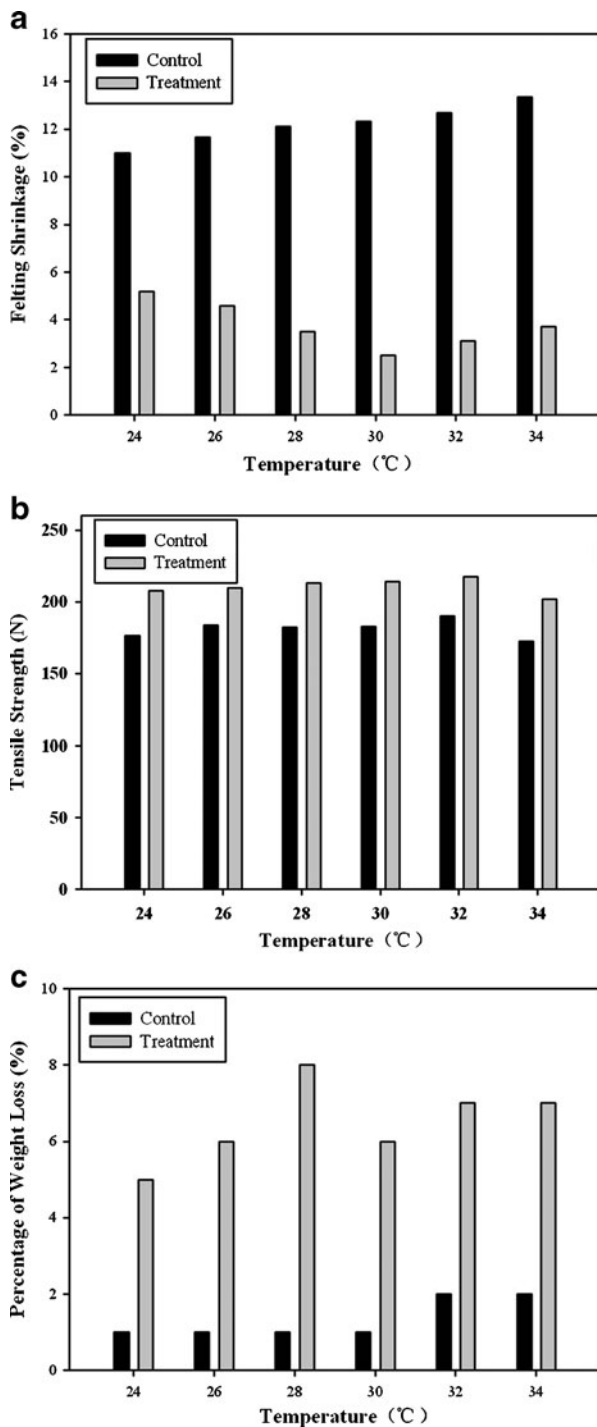 a
16
14
12
10
8
6
4
2
0
Control
Treatment
Felting Shrinkage (%)
24 26 28 30 32 34
Temperature（℃）
b
250
200
150
100
50
0
Control
Treatment
Tensile Strength (N)
24 26 28 30 32 34
Temperature（℃）
c
10
8
6
4
2
0
Control
Treatment
Percentage of Weight Loss (%)
24 26 28 30 32 34
Temperature（℃）